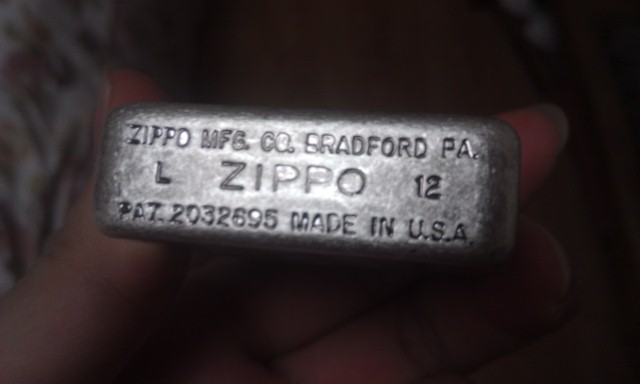 ZIPPO MFG. CO. BRADFORD PA.
L ZIPPO 12
PAT. 2032695 MADE IN U.S.A.